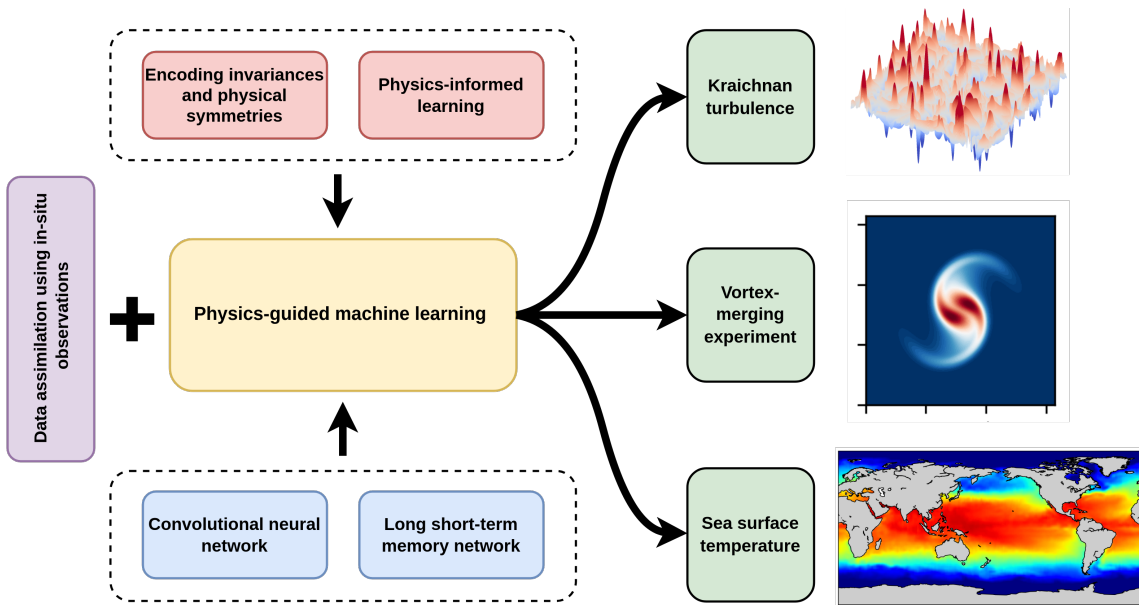 Encoding invariances
and physical
symmetries
Physics-informed
learning
Kraichnan
turbulence
Data assimilation using in-situ
observations
Physics-guided machine learning
Vortex-
merging
experiment
Convolutional neural
network
Long short-term
memory network
Sea surface
temperature